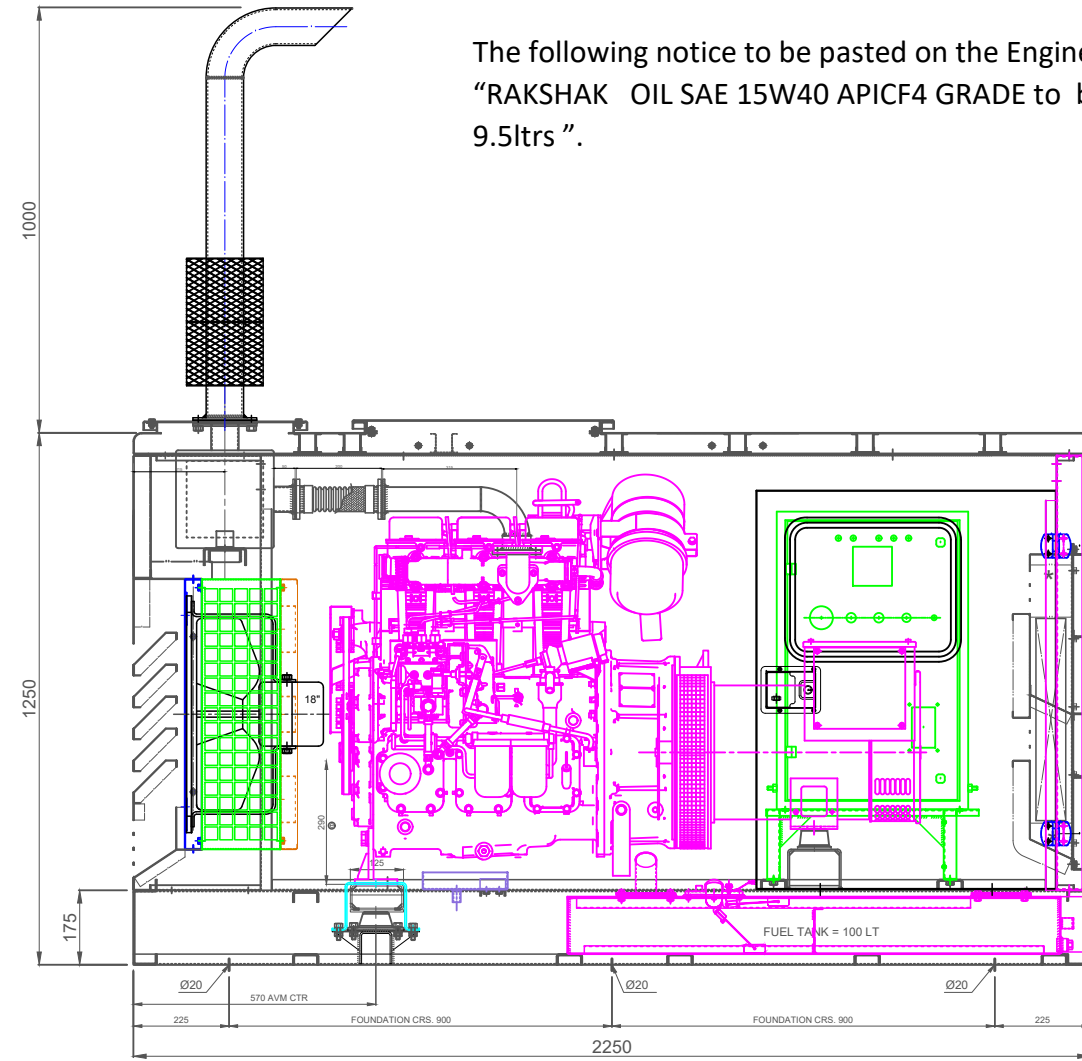 The following notice to be pasted on the Engine
“RAKSHAK OIL SAE 15W40 APICF4 GRADE to b
9.5ltrs ”.
1000
1250
18"
290
125
175
FUEL TANK = 100 LT
Ø20
Ø20
Ø20
570 AVM CTR
225
FOUNDATION CRS. 900
FOUNDATION CRS. 900
225
2250